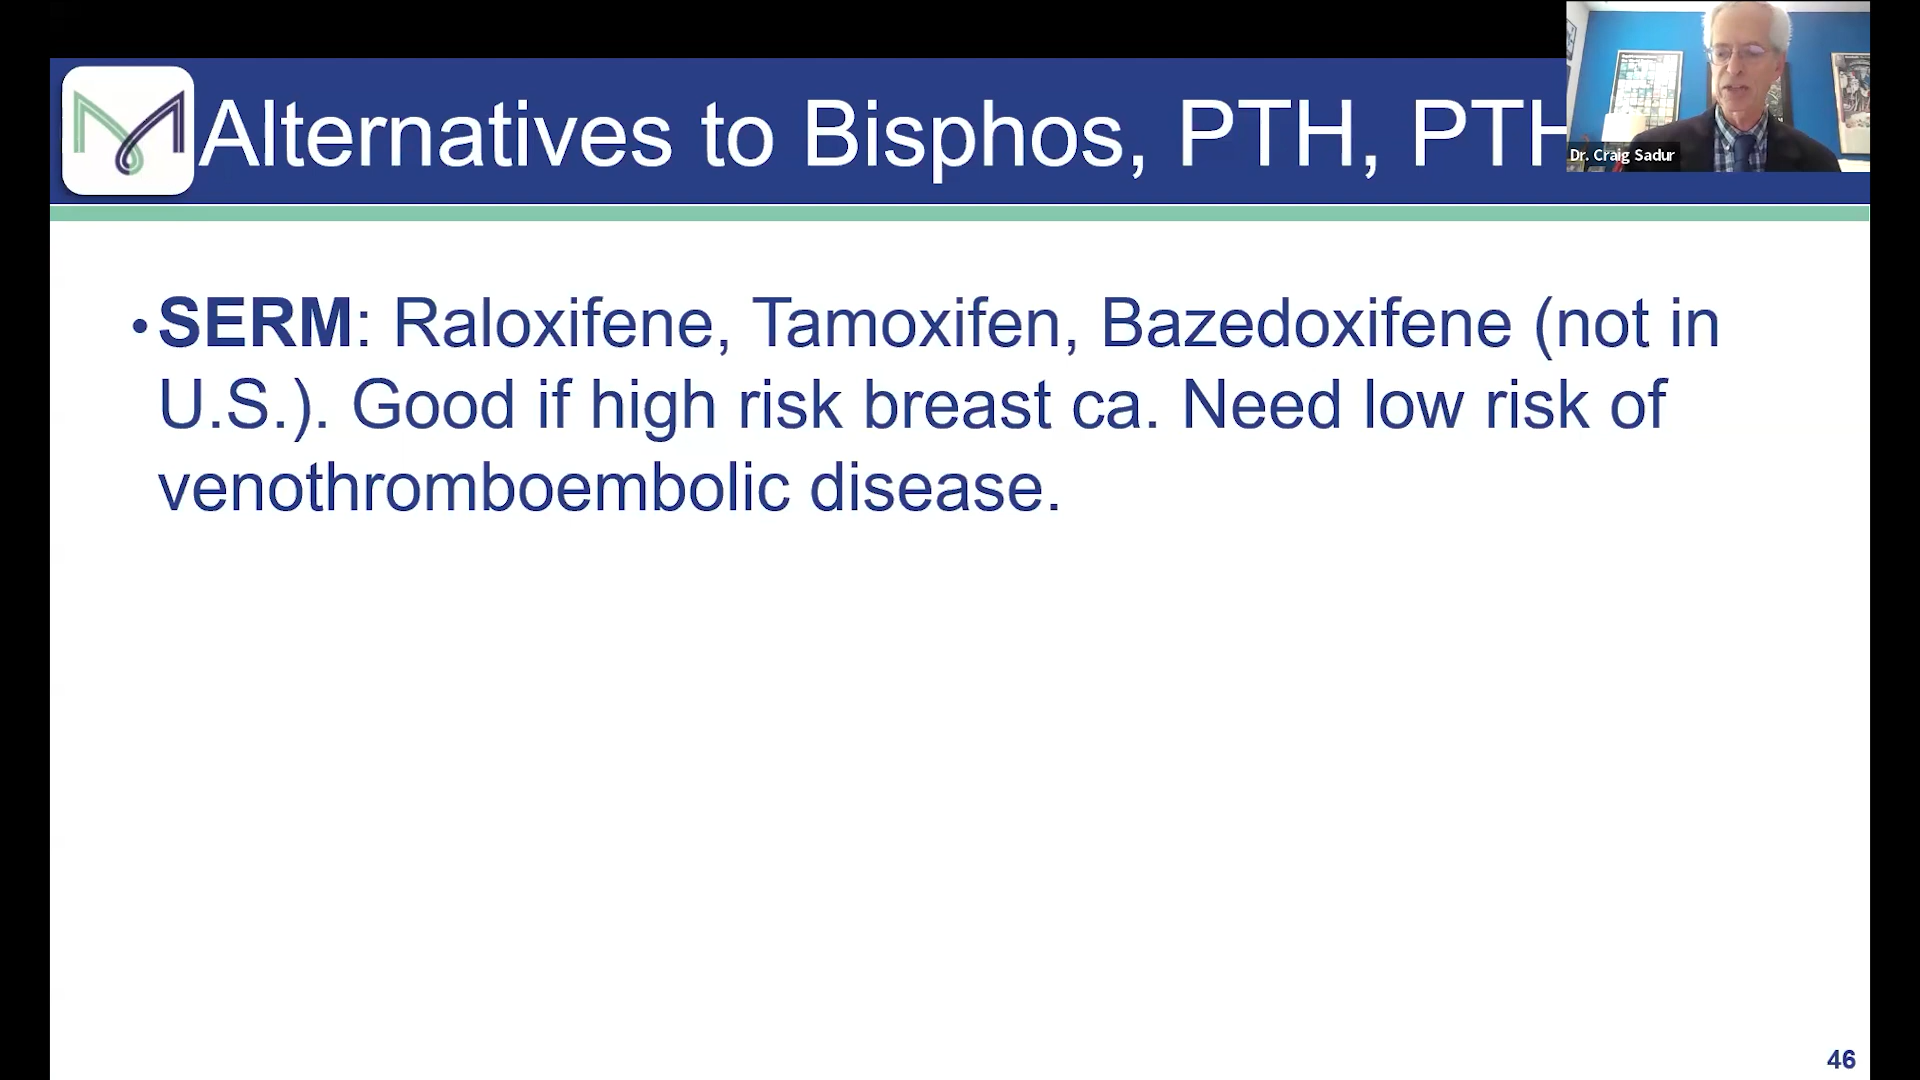 Alternatives to Bisphos, PTH, PTH
Dr. Craig Sadur
• SERM: Raloxifene, Tamoxifen, Bazedoxifene (not in
U.S.). Good if high risk breast ca. Need low risk of
venothromboembolic disease.
46